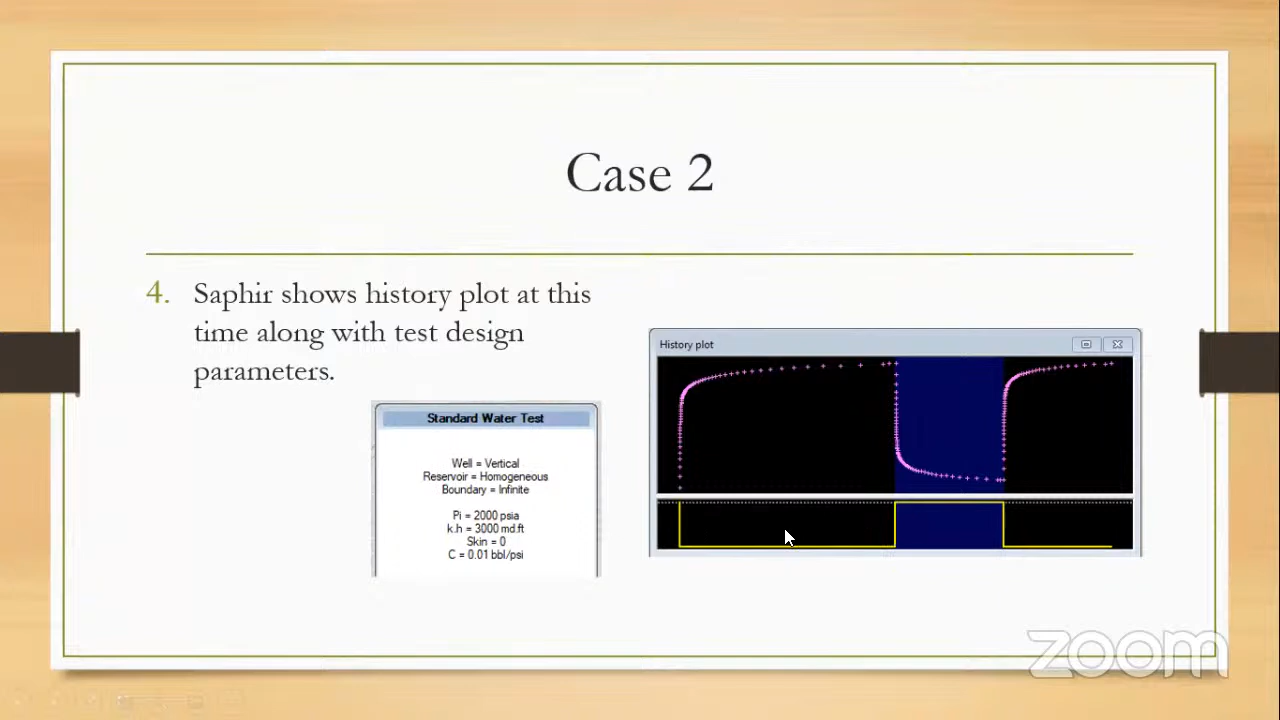 Case 2
4. Saphir shows history plot at this
time along with test design
parameters.
History plot
Standard Water Test
Well = Vertical
Reservoir = Homogeneous
Boundary = Infinite
Pi = 2000 psia
k.h = 3000 md.ft
Skin = 0
C = 0.01 bbl/psi
zoom